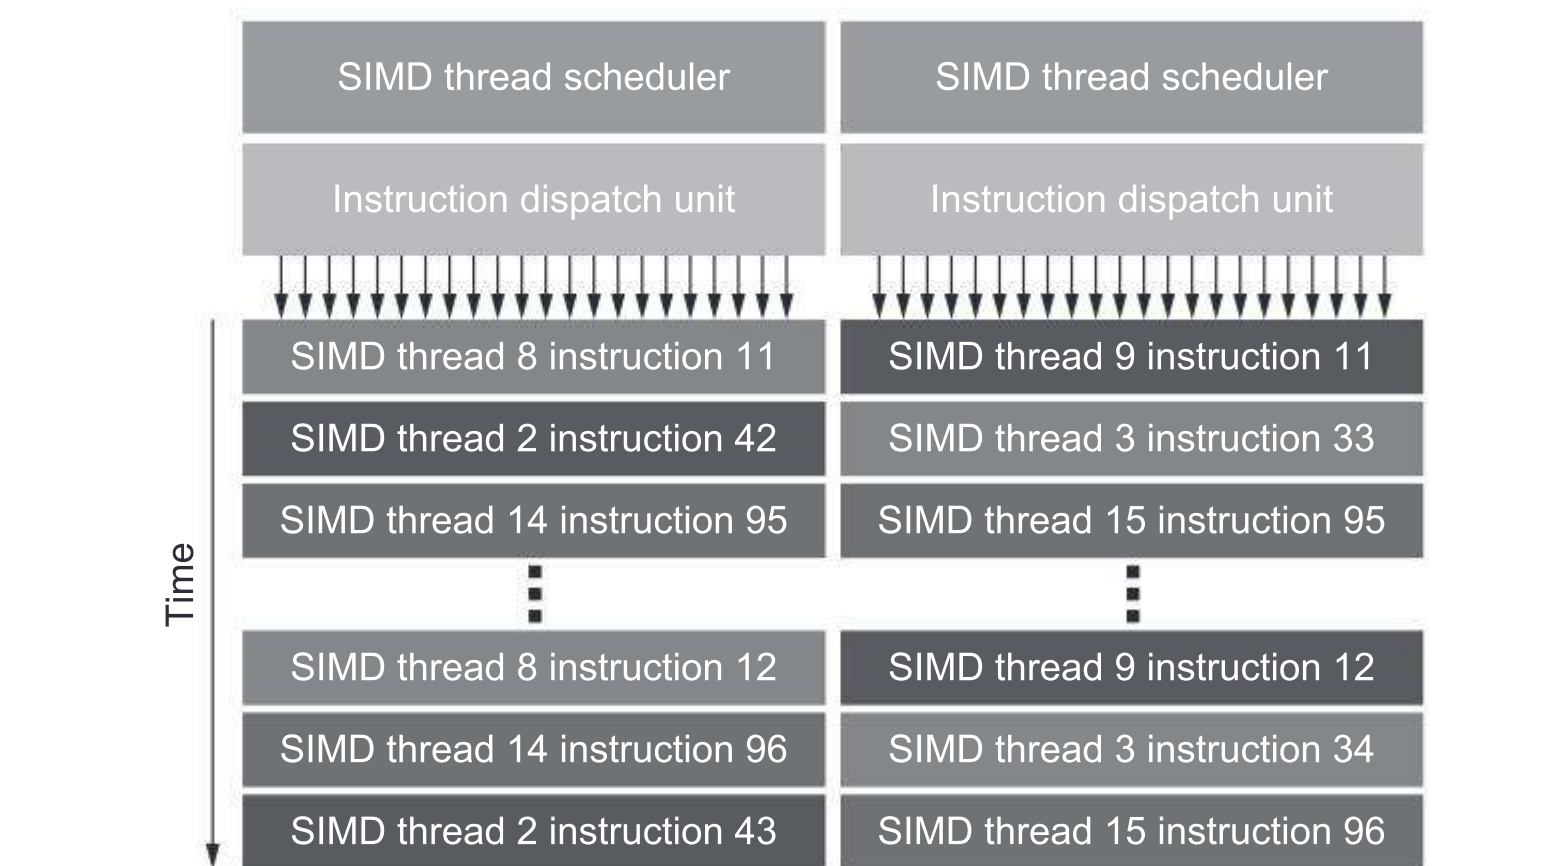 SIMD thread scheduler
SIMD thread scheduler
Instruction dispatch unit
Instruction dispatch unit
SIMD thread 8 instruction 11
SIMD thread 9 instruction 11
SIMD thread 2 instruction 42
SIMD thread 3 instruction 33
SIMD thread 14 instruction 95
SIMD thread 15 instruction 95
Time
SIMD thread 8 instruction 12
SIMD thread 9 instruction 12
SIMD thread 14 instruction 96
SIMD thread 3 instruction 34
SIMD thread 2 instruction 43
SIMD thread 15 instruction 96